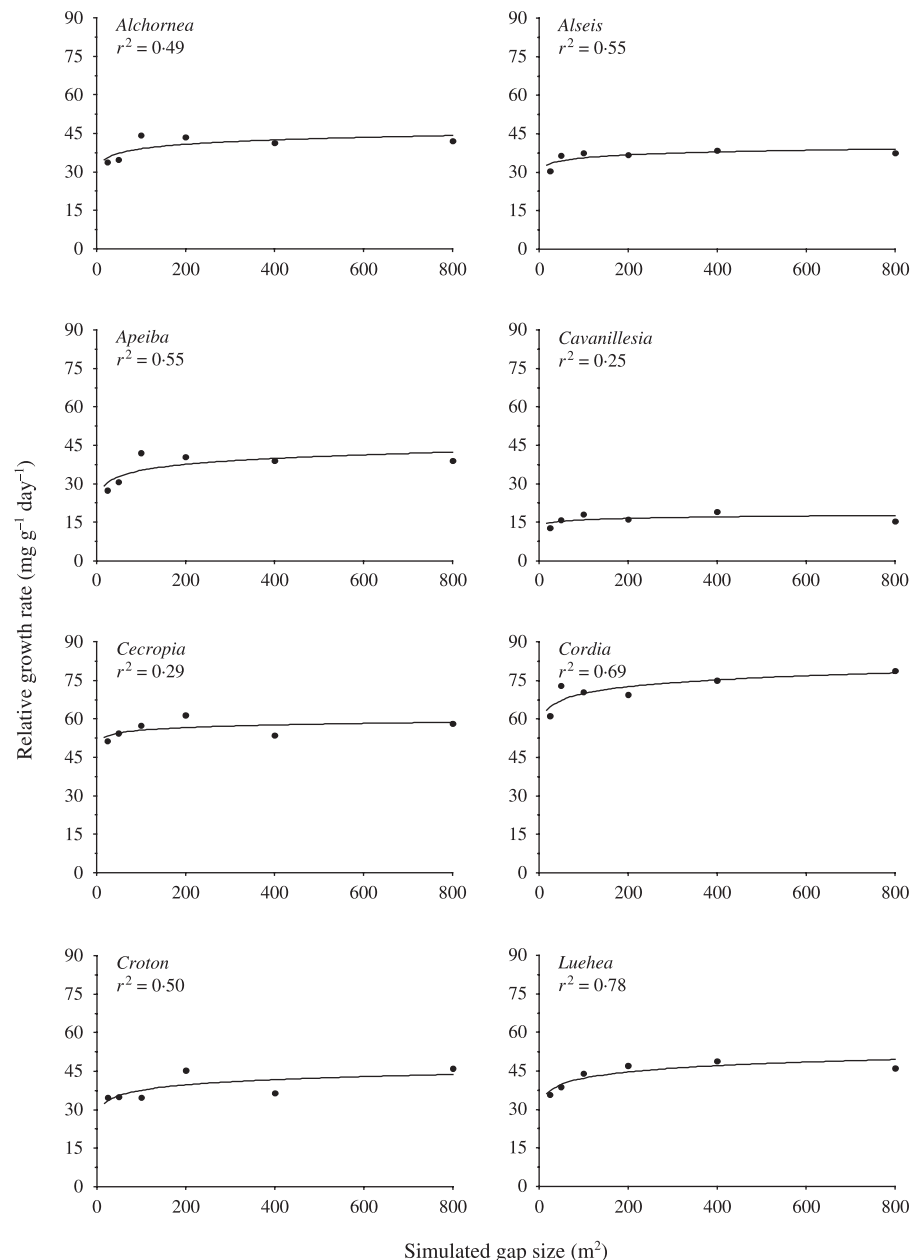 Alchornea
r² = 0·49
90
75
60
45
30
15
0
0 200 400 600 800
Alseis
r² = 0·55
90
75
60
45
30
15
0
0 200 400 600 800
Apeiba
r² = 0·55
90
75
60
45
30
15
0
0 200 400 600 800
Cavanillesia
r² = 0·25
90
75
60
45
30
15
0
0 200 400 600 800
Cecropia
r² = 0·29
90
75
60
45
30
15
0
0 200 400 600 800
Cordia
r² = 0·69
90
75
60
45
30
15
0
0 200 400 600 800
Croton
r² = 0·50
90
75
60
45
30
15
0
0 200 400 600 800
Luehea
r² = 0·78
90
75
60
45
30
15
0
0 200 400 600 800
Relative growth rate (mg g⁻¹ day⁻¹)
Simulated gap size (m²)